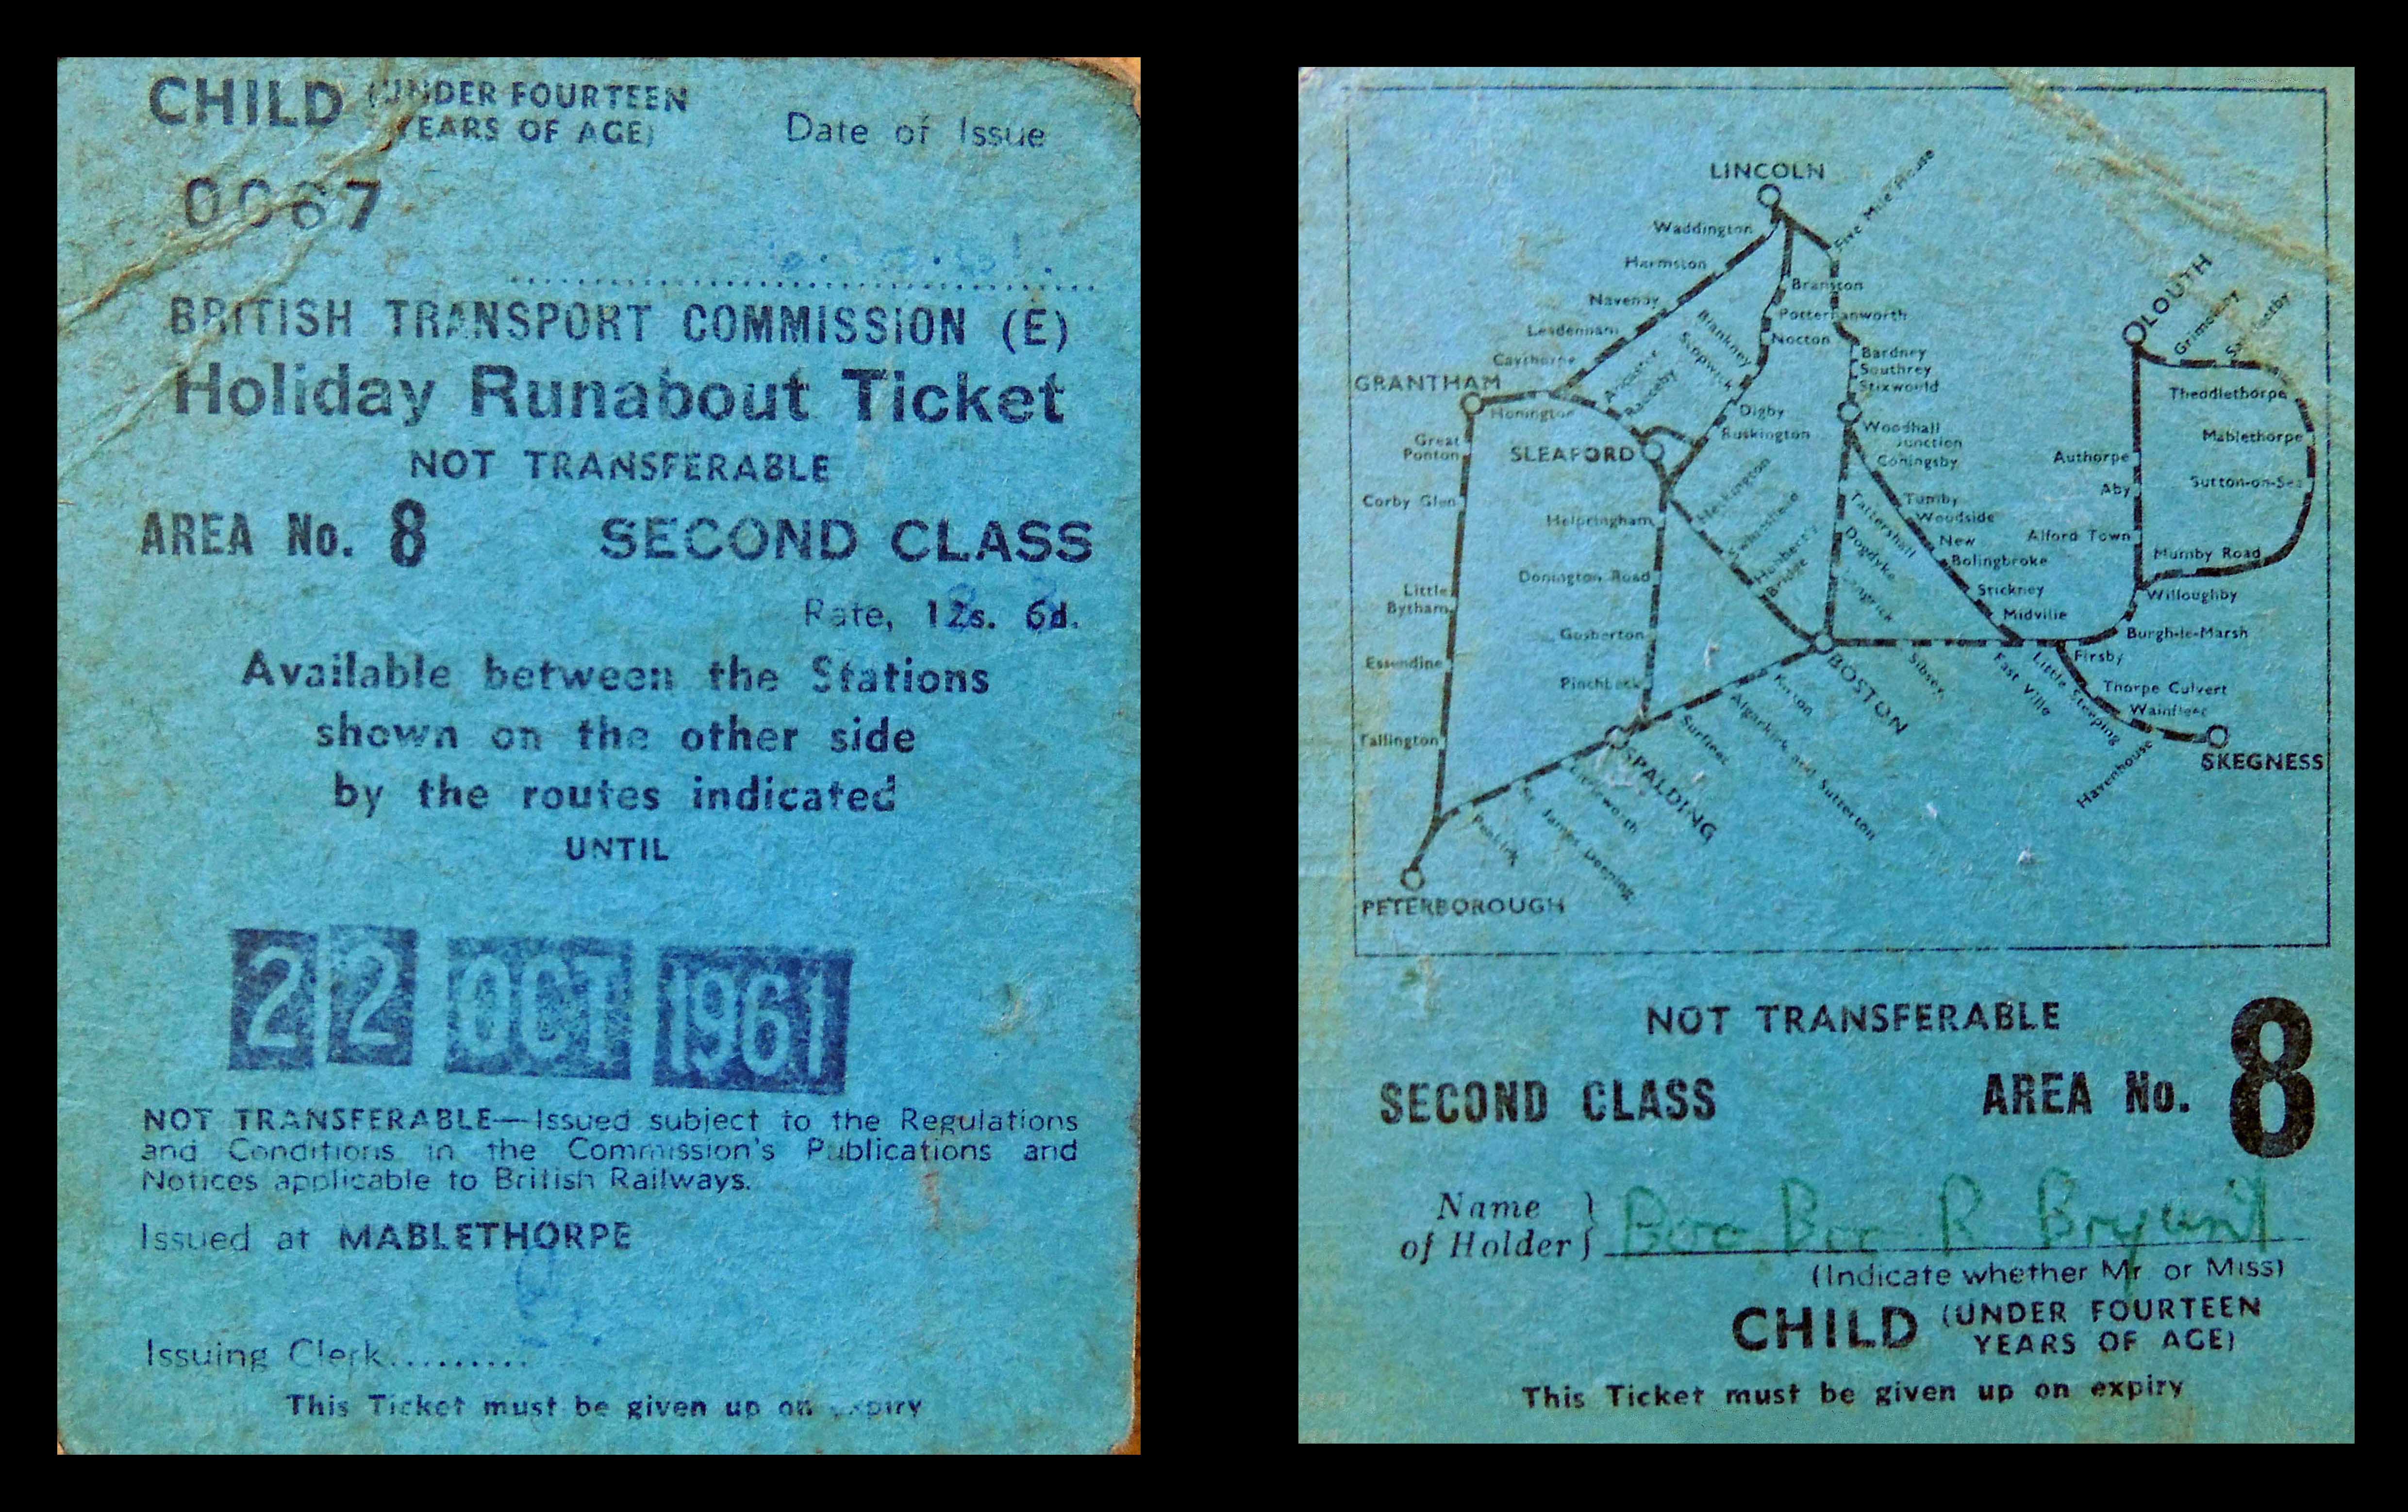 CHILD (UNDER FOURTEEN
YEARS OF AGE)
Date of Issue
0067
BRITISH TRANSPORT COMMISSION (E)
Holiday Runabout Ticket
NOT TRANSFERABLE
AREA No. 8 SECOND CLASS
Rate, 12s. 6d.
Available between the Stations
shown on the other side
by the routes indicated
UNTIL
22 OCT 1961
NOT TRANSFERABLE—Issued subject to the Regulations
and Conditions in the Commission's Publications and
Notices applicable to British Railways.
Issued at MABLETHORPE
Issuing Clerk.........
This Ticket must be given up on expiry
LINCOLN
Five Mile House
Waddington
Harmston
Navenby
Leadenham
Caythorpe
Branston
Potterhanworth
Nocton
Blankney
Scopwick
Bardney
Southrey
Stixwould
LOUTH
Grimoldby
Saltfleetby
Theddlethorpe
Mablethorpe
Sutton-on-Sea
GRANTHAM
Honington
Ancaster
Rauceby
Digby
Ruskington
Woodhall
Junction
Coningsby
Great
Ponton
SLEAFORD
Authorpe
Aby
Corby Glen
Helpringham
Heckington
Swineshead
Hubbert's
Bridge
Tattershall
Dogdyke
Langrick
Tumby
Woodside
New
Bolingbroke
Alford Town
Mumby Road
Donington Road
Stickney
Midville
Willoughby
Little
Bytham
Gosberton
Burgh-le-Marsh
Firsby
Essendine
Pinchbeck
Kirton
BOSTON
Sibsey
East Ville
Little Steeping
Thorpe Culvert
Wainfleet
Havenhouse
SKEGNESS
Tallington
SPALDING
Surfleet
Algarkirk and Sutterton
Littleworth
St. James Deeping
Peakirk
PETERBOROUGH
NOT TRANSFERABLE
SECOND CLASS AREA No. 8
Name
of Holder} R Bryant
(Indicate whether Mr or Miss)
CHILD (UNDER FOURTEEN
YEARS OF AGE)
This Ticket must be given up on expiry